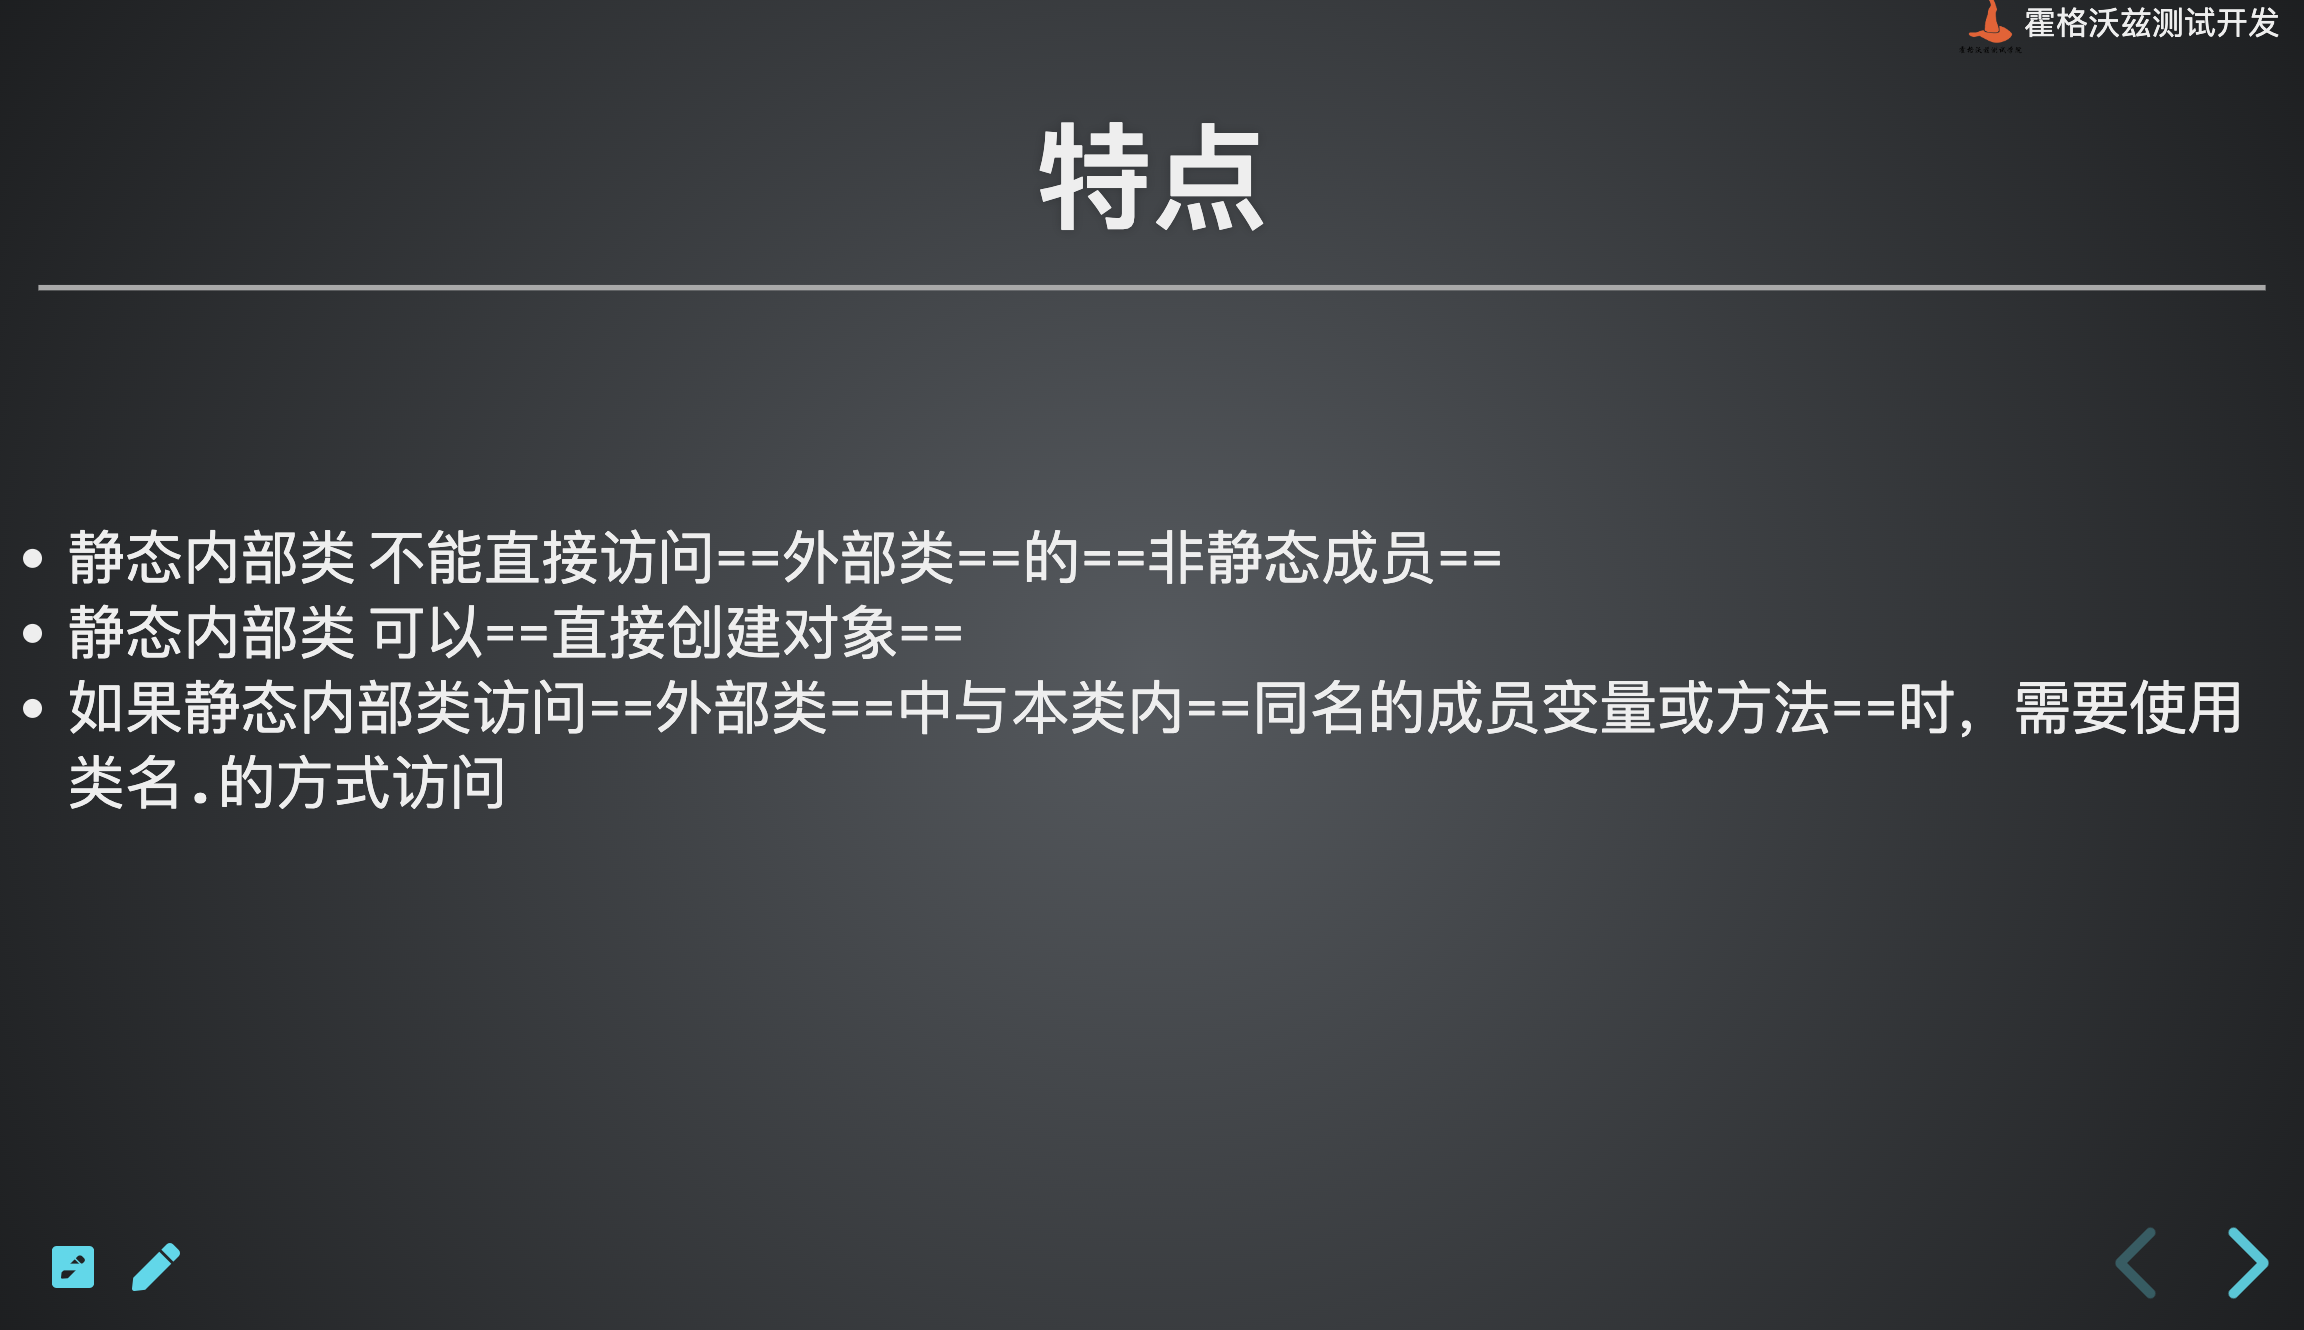 霍格沃兹测试开发
特点
静态内部类 不能直接访问==外部类==的==非静态成员==
静态内部类 可以==直接创建对象==
如果静态内部类访问==外部类==中与本类内==同名的成员变量或方法==时，需要使用
类名.的方式访问